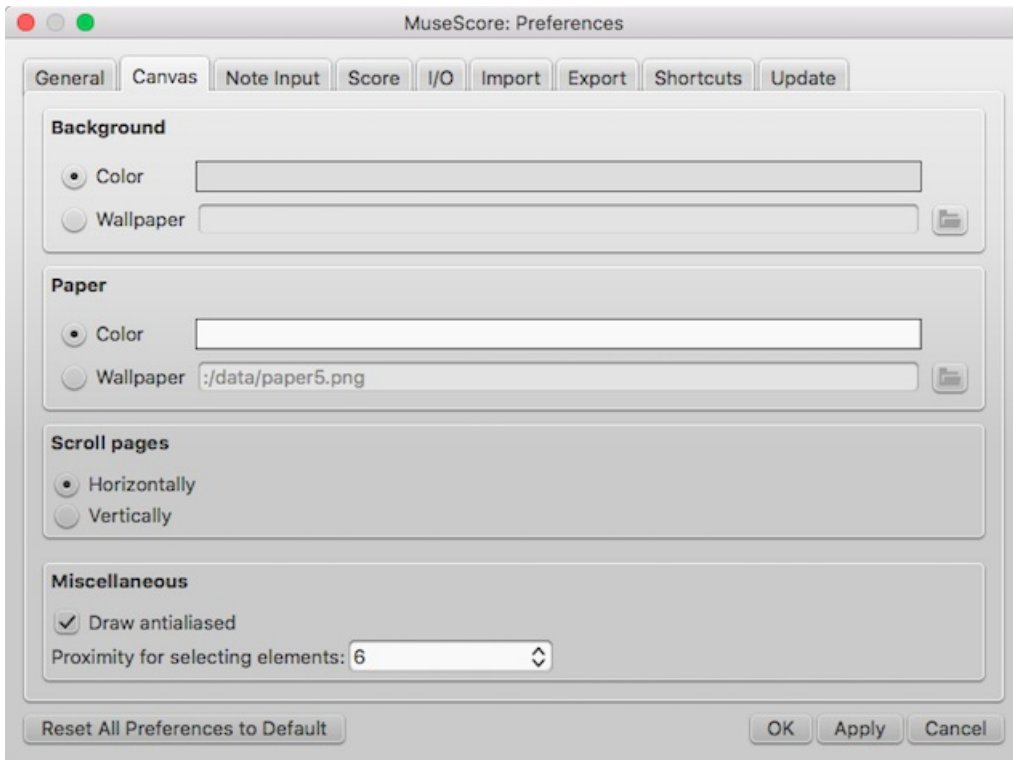 MuseScore: Preferences
General Canvas Note Input Score I/O Import Export Shortcuts Update
Background
Color
Wallpaper
Paper
Color
Wallpaper :/data/paper5.png
Scroll pages
Horizontally
Vertically
Miscellaneous
Draw antialiased
Proximity for selecting elements: 6
Reset All Preferences to Default OK Apply Cancel